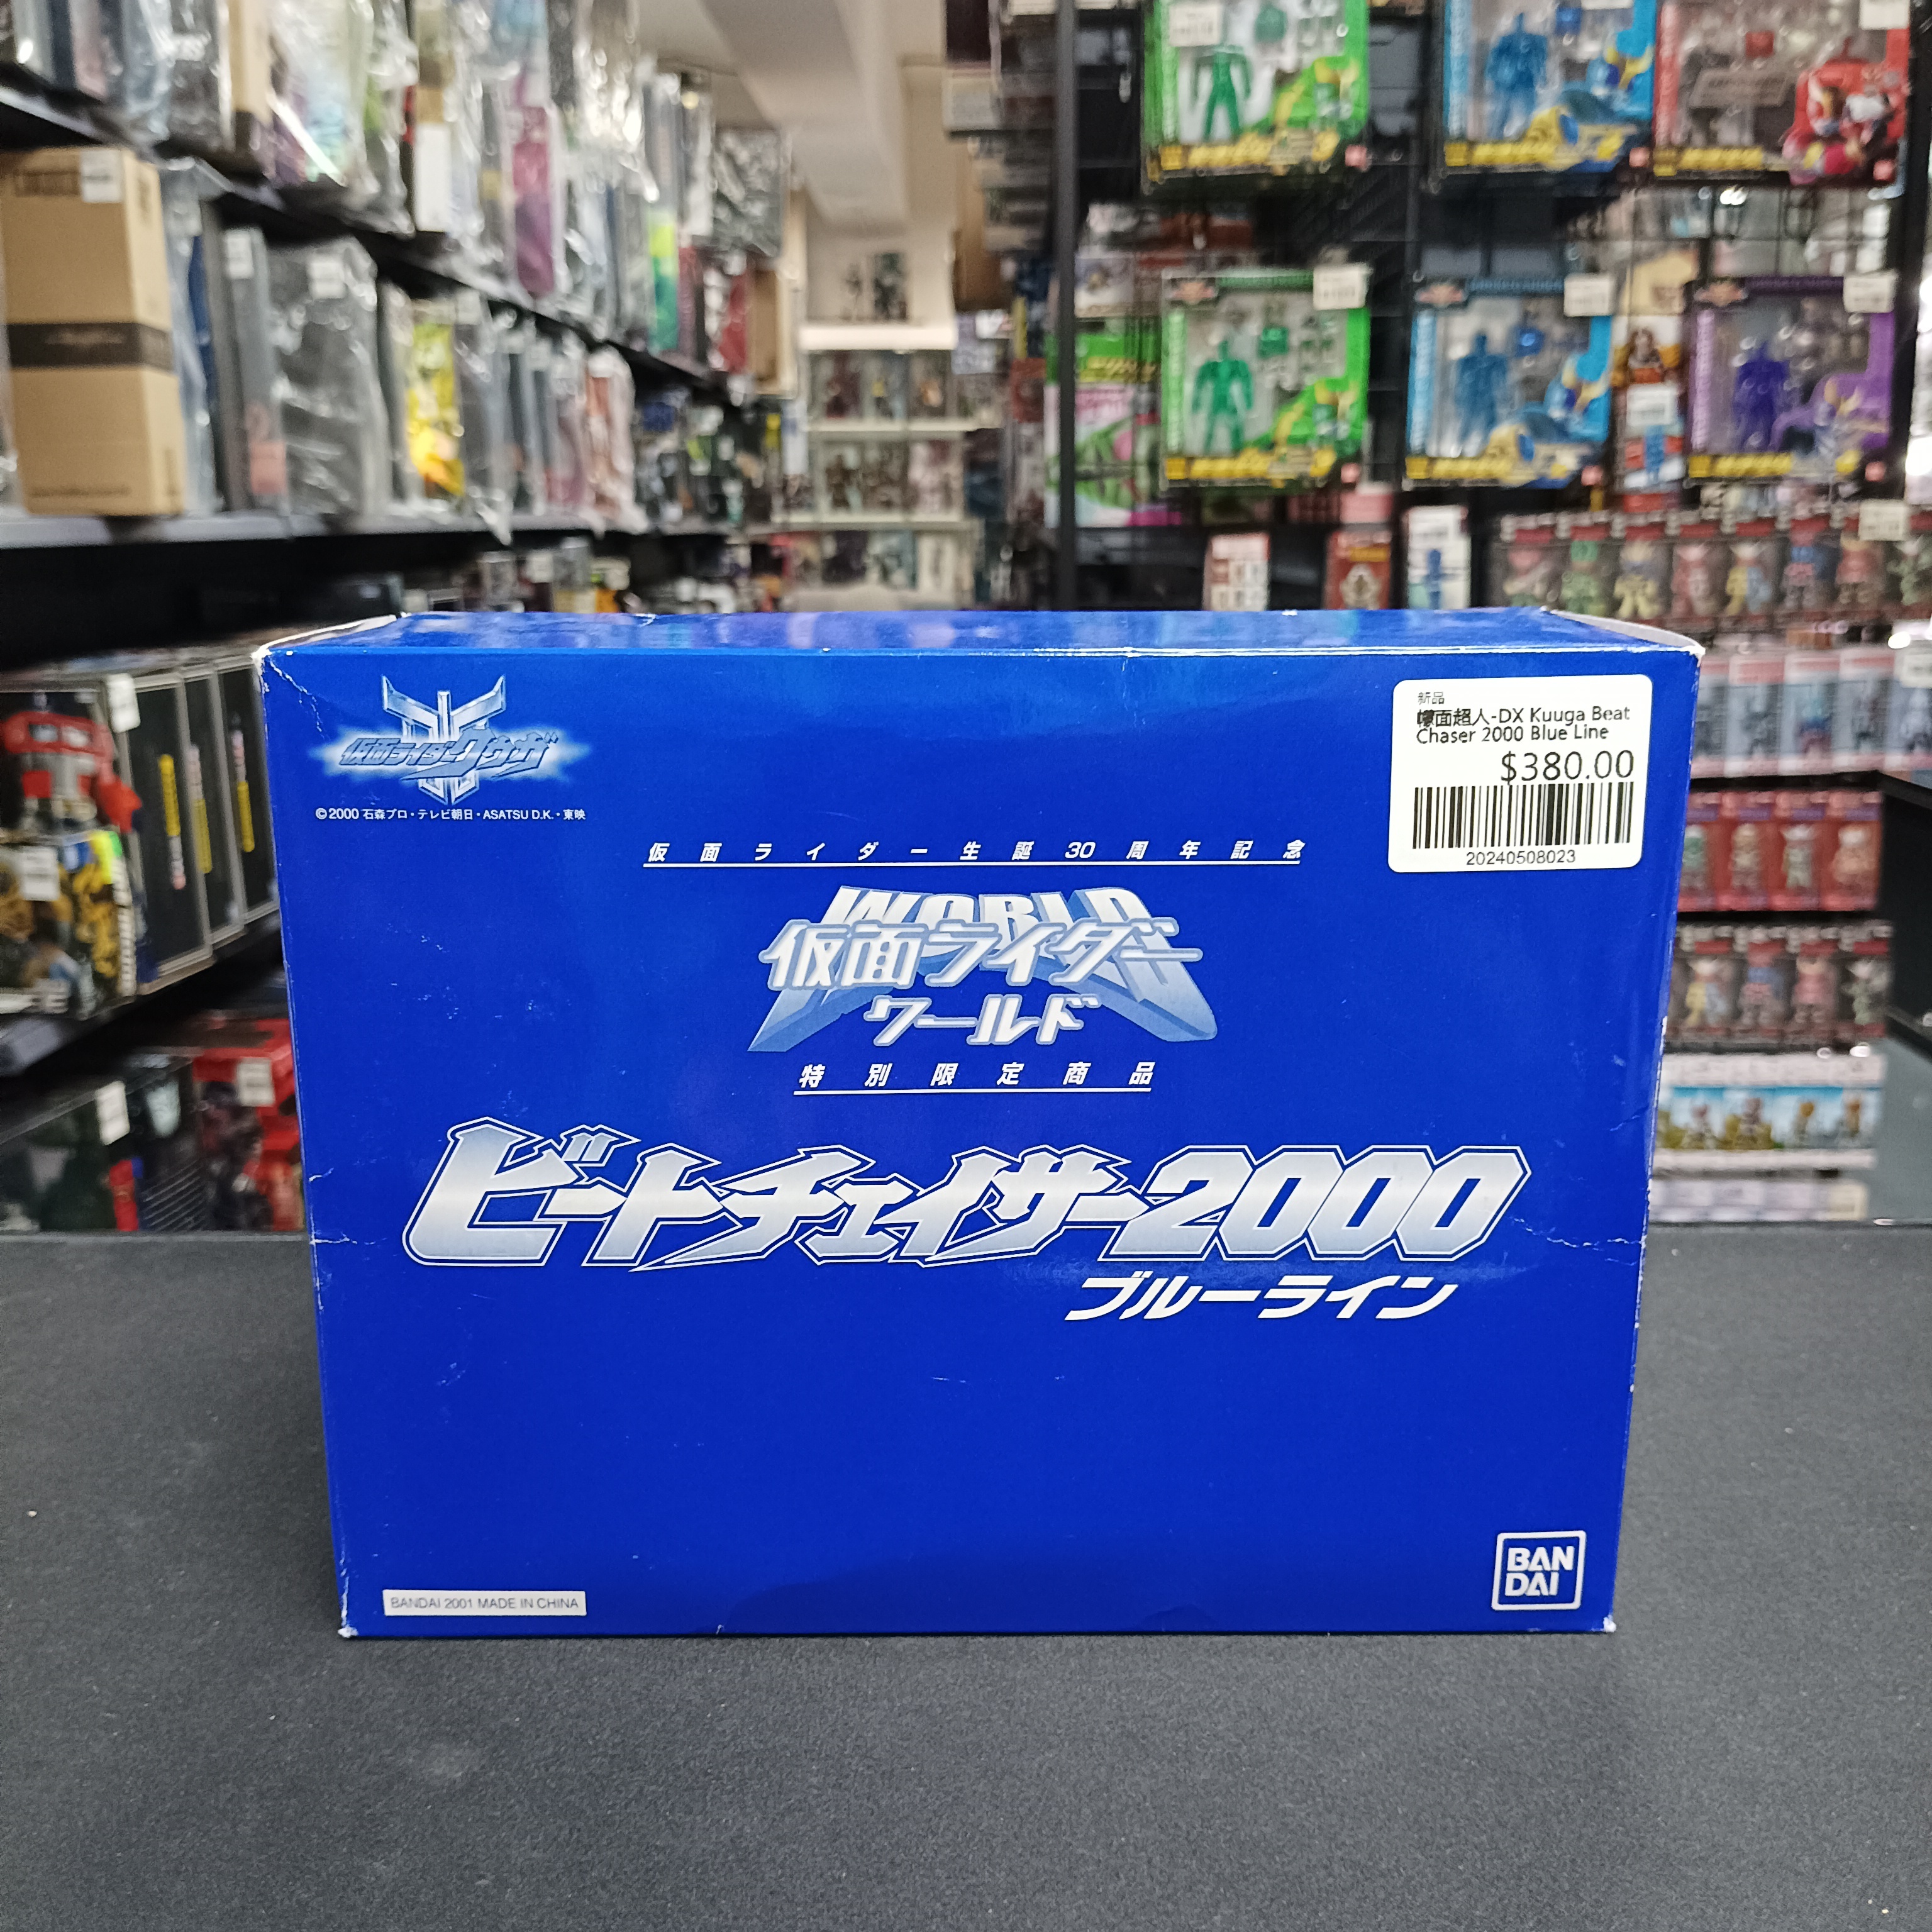 仮面ライダークウガ
©2000 石森プロ・テレビ朝日・ASATSU D.K.・東映
新品
幪面超人-DX Kuuga Beat
Chaser 2000 Blue Line
$380.00
20240508023
仮面ライダー生誕30周年記念
WORLD
仮面ライダー
ワールド
特別限定商品
ビートチェイサー2000
ブルーライン
BANDAI 2001 MADE IN CHINA
BAN
DAI